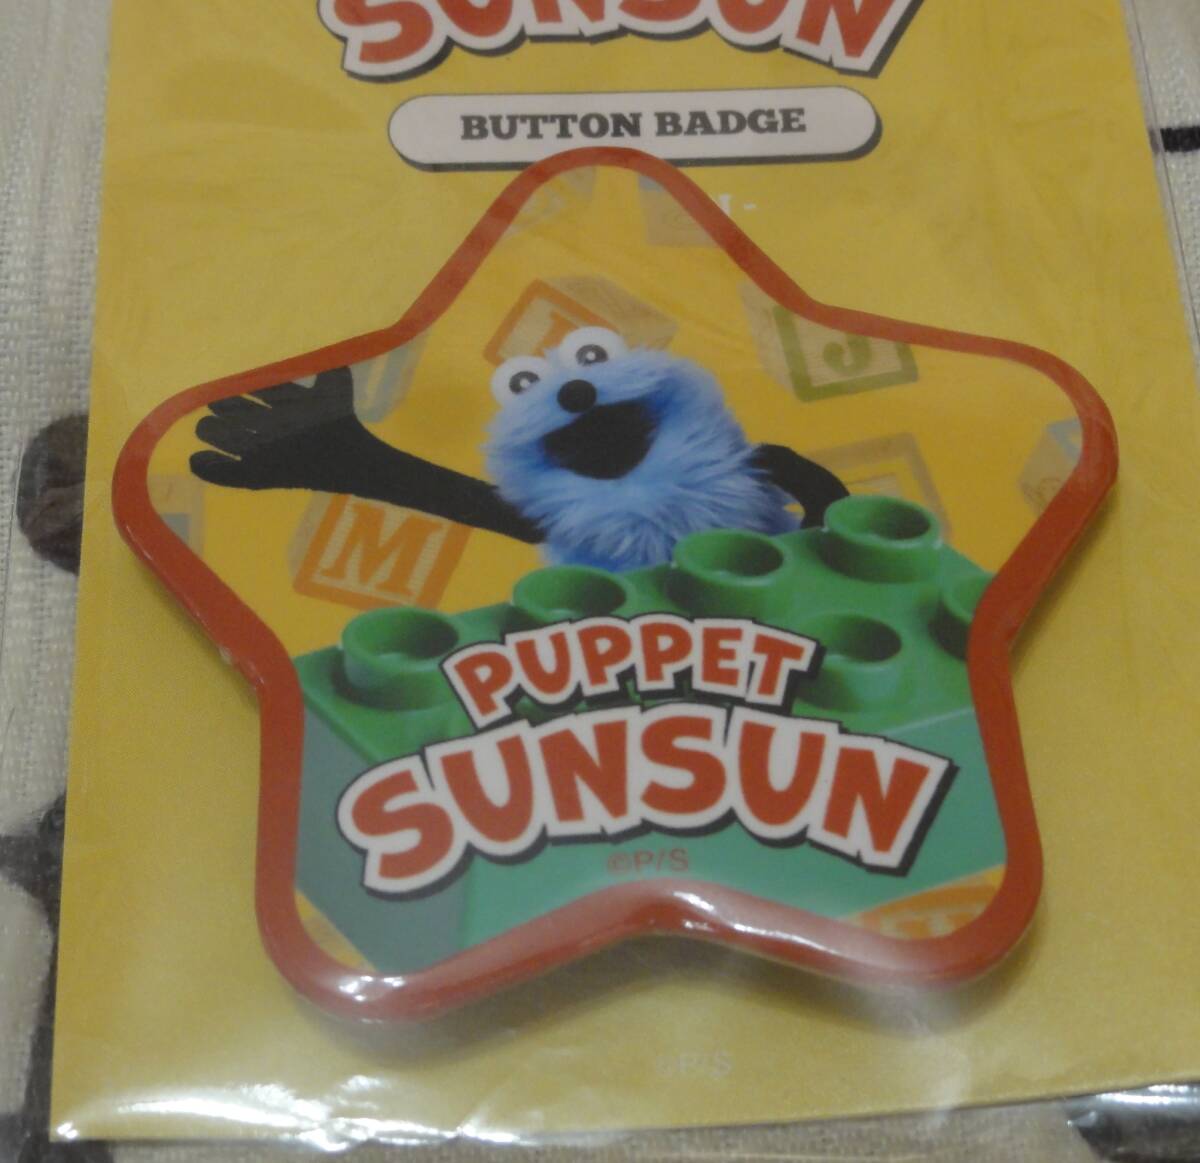 SUNSUN
BUTTON BADGE
J
M
PUPPET
SUNSUN
©P/S
©P/S